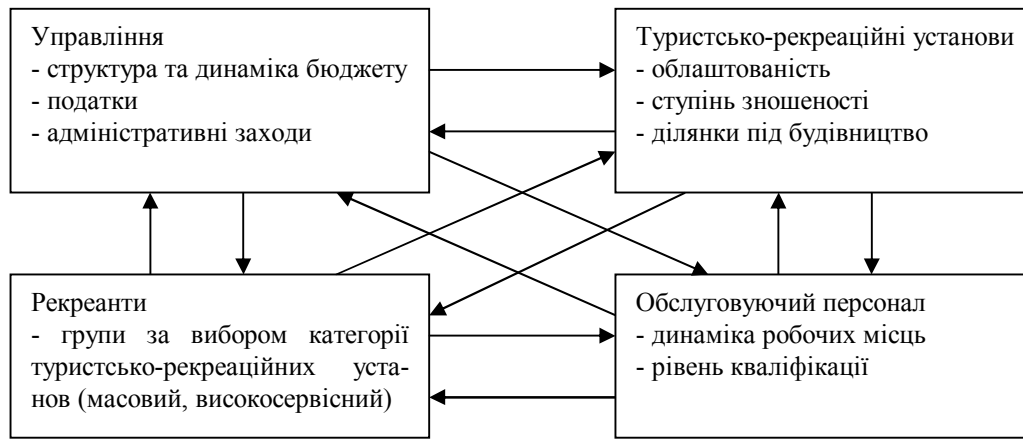 Управління
- структура та динаміка бюджету
- податки
- адміністративні заходи
Туристсько-рекреаційні установи
- облаштованість
- ступінь зношеності
- ділянки під будівництво
Рекреанти
- групи за вибором категорії
туристсько-рекреаційних уста-
нов (масовий, високосервісний)
Обслуговуючий персонал
- динаміка робочих місць
- рівень кваліфікації